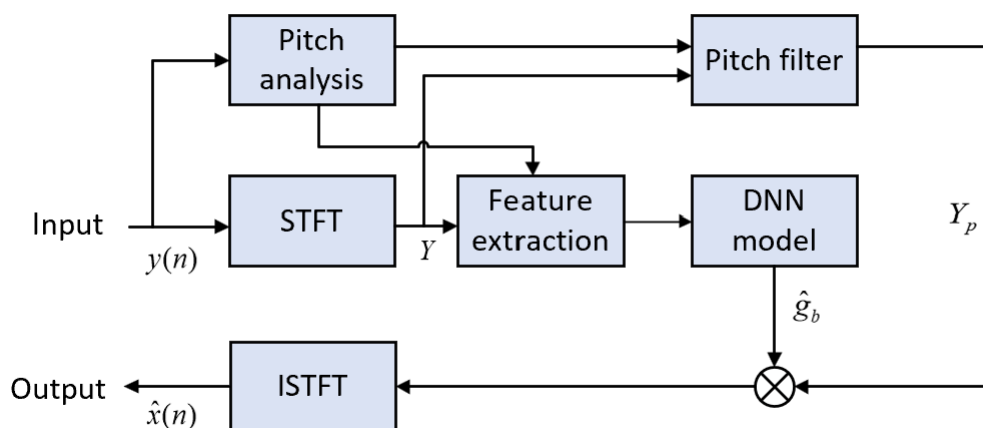 Pitch
analysis
Pitch filter
Input
y(n)
STFT
Y
Feature
extraction
DNN
model
Y_p
ĝ_b
Output
x̂(n)
ISTFT